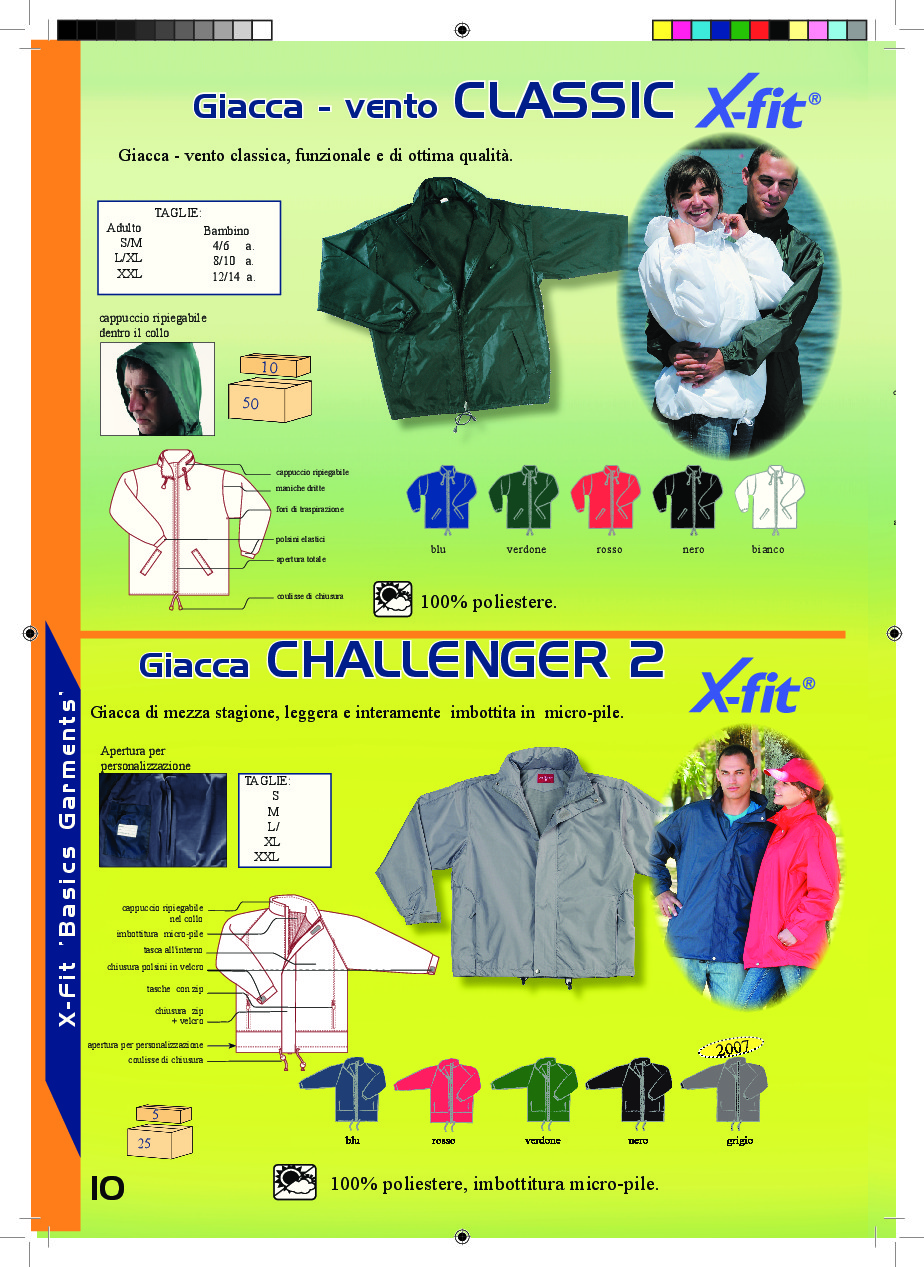 Giacca - vento CLASSIC
X-fit®
Giacca - vento classica, funzionale e di ottima qualità.
TAGLIE:
Adulto
S/M
L/XL
XXL
Bambino
4/6 a.
8/10 a.
12/14 a.
cappuccio ripiegabile
dentro il collo
10
50
cappuccio ripiegabile
maniche dritte
fori di traspirazione
polsini elastici
apertura totale
coulisse di chiusura
blu
verdone
rosso
nero
bianco
100% poliestere.
Giacca CHALLENGER 2
X-fit®
Giacca di mezza stagione, leggera e interamente imbottita in micro-pile.
Apertura per
personalizzazione
TAGLIE:
S
M
L/
XL
XXL
cappuccio ripiegabile
nel collo
imbottitura micro-pile
tasca all'interno
chiusura polsini in velcro
tasche con zip
chiusura zip
+ velcro
apertura per personalizzazione
coulisse di chiusura
2007
blu
rosso
verdone
nero
grigio
5
25
100% poliestere, imbottitura micro-pile.
X-Fit 'Basics Garments'
10